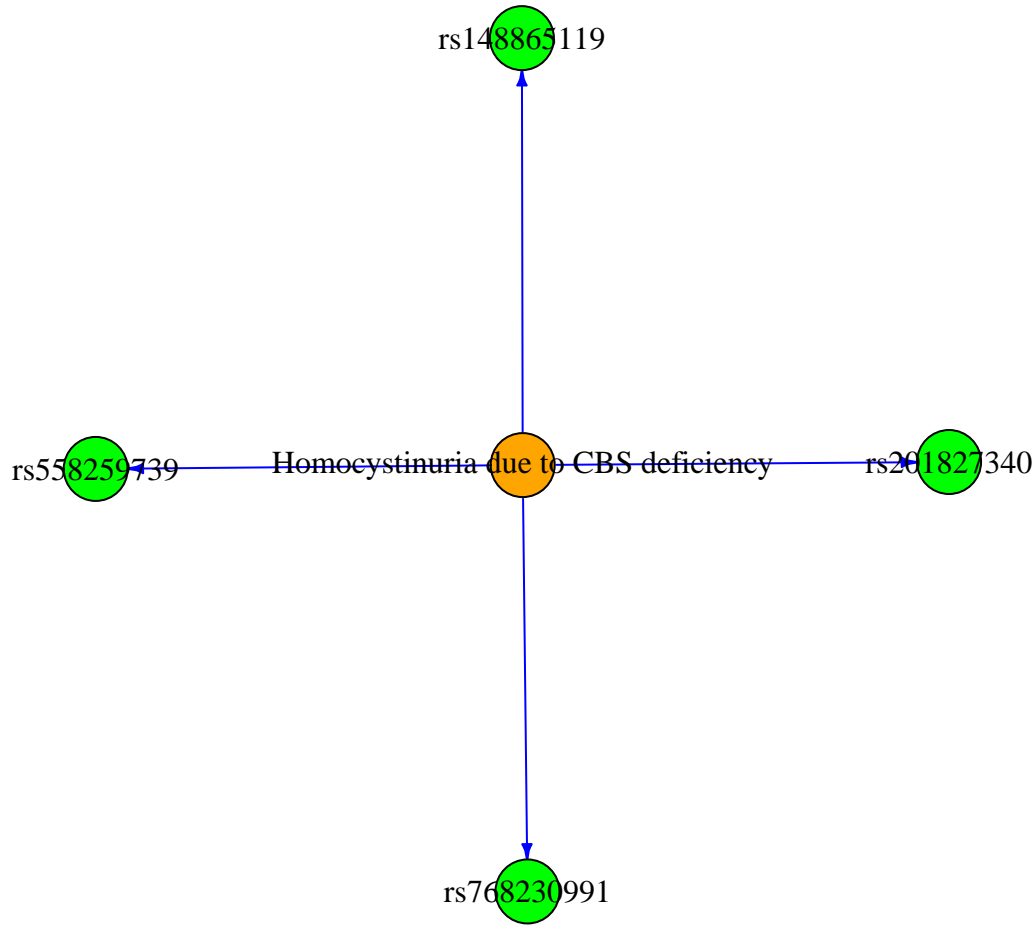 rs148865119
Homocystinuria due to CBS deficiency
rs201827340
rs558259739
rs768230991